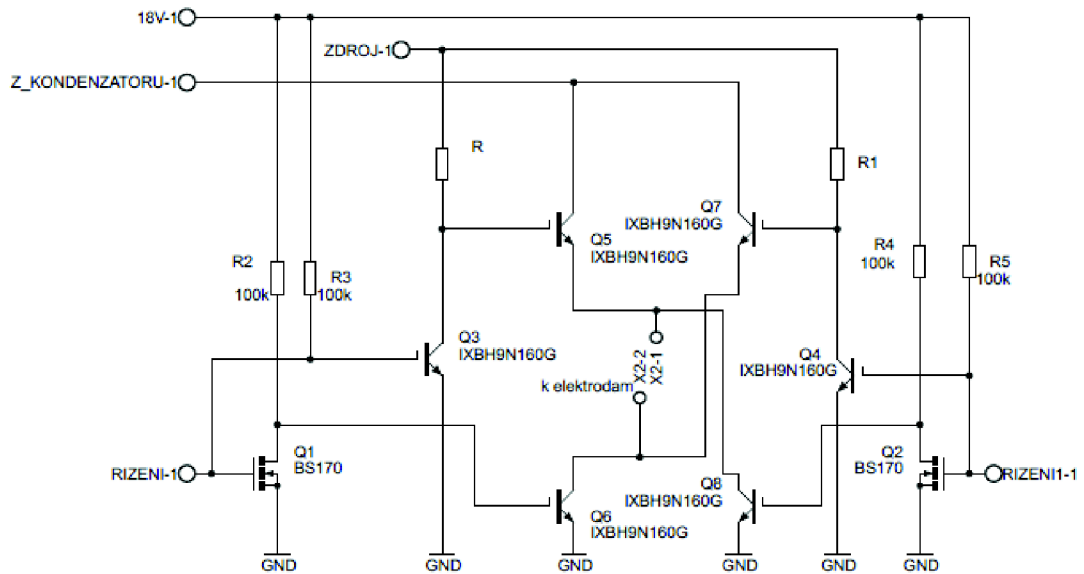 18V-1
ZDROJ-1
Z_KONDENZATORU-1
R
R1
Q7
IXBH9N160G
Q5
IXBH9N160G
R2
100k
R3
100k
R4
100k
R5
100k
Q3
IXBH9N160G
X2-2
X2-1
k elektrodam
Q4
IXBH9N160G
RIZENI-1
Q1
BS170
Q2
BS170
RIZENI1-1
Q8
IXBH9N160G
Q6
IXBH9N160G
GND
GND
GND
GND
GND
GND